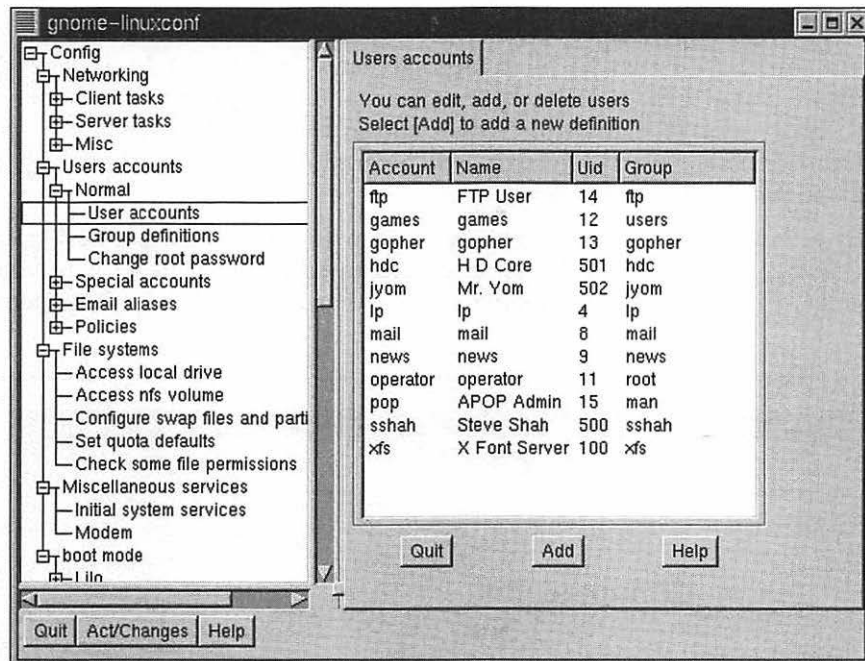 gnome-linuxconf
Config
Networking
Client tasks
Server tasks
Misc
Users accounts
Normal
User accounts
Group definitions
Change root password
Special accounts
Email aliases
Policies
File systems
Access local drive
Access nfs volume
Configure swap files and parti
Set quota defaults
Check some file permissions
Miscellaneous services
Initial system services
Modem
boot mode
Lilo
Quit Act/Changes Help
Users accounts
You can edit, add, or delete users
Select [Add] to add a new definition
Account Name Uid Group
ftp FTP User 14 ftp
games games 12 users
gopher gopher 13 gopher
hdc H D Core 501 hdc
jyom Mr. Yom 502 jyom
lp lp 4 lp
mail mail 8 mail
news news 9 news
operator operator 11 root
pop APOP Admin 15 man
sshah Steve Shah 500 sshah
xfs X Font Server 100 xfs
Quit Add Help